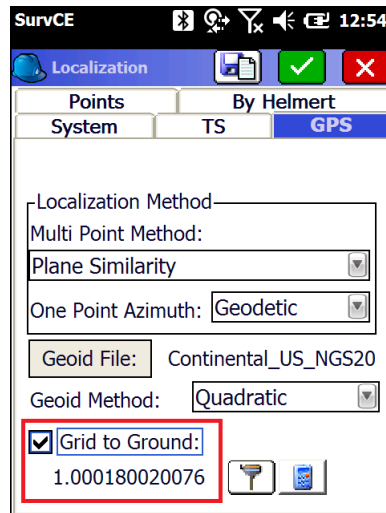 SurvCE 12:54
Localization
Points By Helmert
System TS GPS
Localization Method
Multi Point Method:
Plane Similarity
One Point Azimuth: Geodetic
Geoid File: Continental_US_NGS20
Geoid Method: Quadratic
Grid to Ground:
1.000180020076